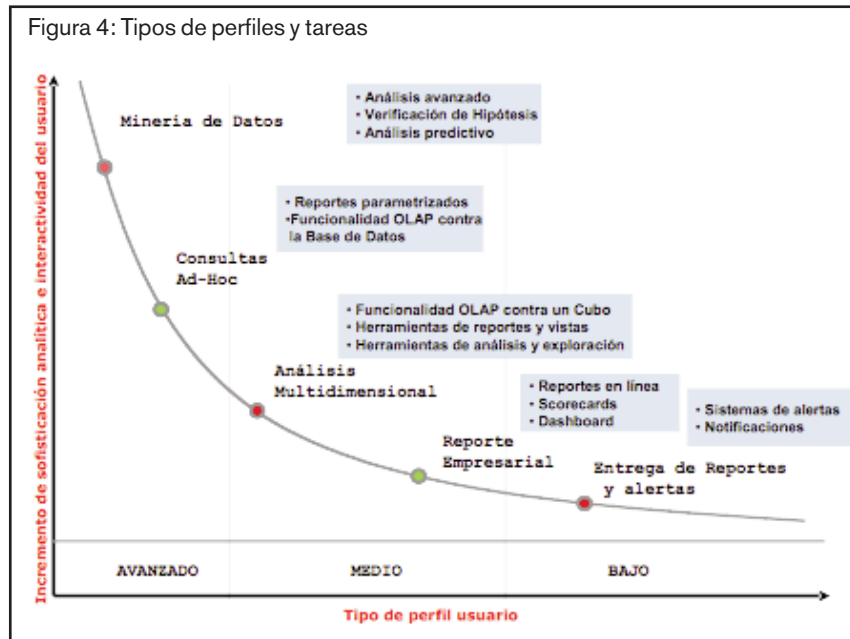 Figura 4: Tipos de perfiles y tareas
Incremento de sofisticación analítica e interactividad del usuario
Mineria de Datos
• Análisis avanzado
• Verificación de Hipótesis
• Análisis predictivo
Consultas
Ad-Hoc
• Reportes parametrizados
•Funcionalidad OLAP contra
la Base de Datos
Análisis
Multidimensional
• Funcionalidad OLAP contra un Cubo
• Herramientas de reportes y vistas
• Herramientas de análisis y exploración
Reporte
Empresarial
• Reportes en línea
• Scorecards
• Dashboard
Entrega de Reportes
y alertas
• Sistemas de alertas
• Notificaciones
AVANZADO
MEDIO
BAJO
Tipo de perfil usuario